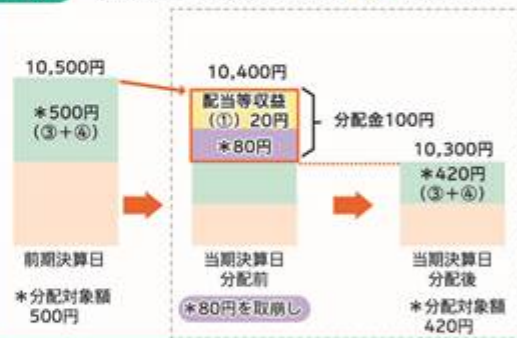 10,500円
*500円
(③+④)
前期決算日
*分配対象額
500円
10,400円
配当等収益
(①) 20円
*80円
分配金100円
当期決算日
分配前
*80円を取崩し
10,300円
*420円
(③+④)
当期決算日
分配後
*分配対象額
420円